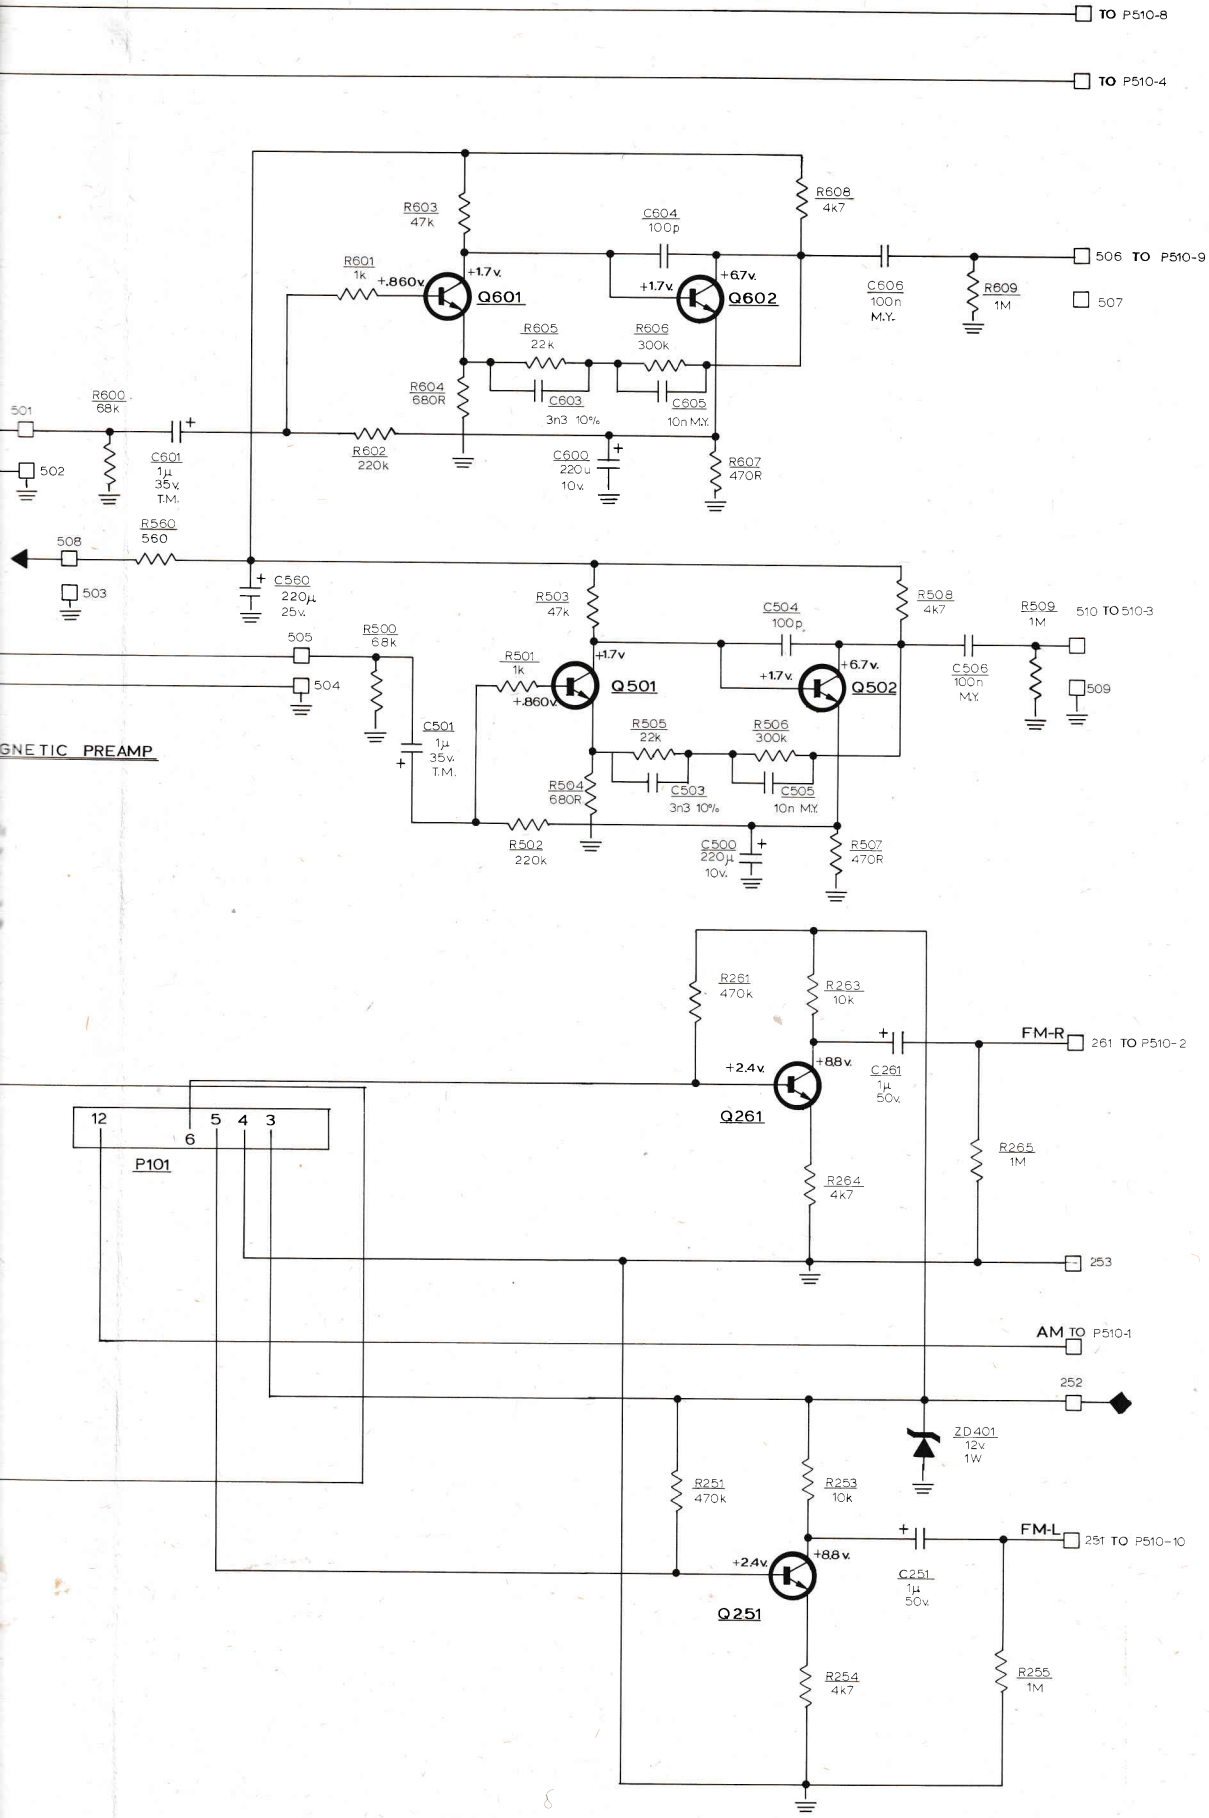 TO P510-8
TO P510-4
R608
4k7
R603
47k
C604
100p
506 TO P510-9
R601
1k
+.860v.
+1.7v.
Q601
+1.7v.
+6.7v.
Q602
C606
100n
M.Y.
R609
1M
507
R605
22k
R606
300k
R604
680R
C603
3n3 10%
C605
10n M.Y.
R600
68k
501
502
C601
1µ
35v.
T.M.
+
R602
220k
C600
220u
10v.
+
R607
470R
R560
560
508
503
+
C560
220µ
25v.
R503
47k
C504
100p
R508
4k7
R509
1M
510 TO 510-3
505
504
R500
68k
R501
1k
+.860v.
+1.7v
Q501
+1.7v.
+6.7v.
Q502
C506
100n
M.Y.
509
GNETIC PREAMP
C501
1µ
35v.
T.M.
+
R505
22k
R506
300k
R504
680R
C503
3n3 10%
C505
10n M.Y.
R502
220k
C500
220µ
10v.
+
R507
470R
R261
470k
R263
10k
+
C261
1µ
50v.
FM-R
261 TO P510-2
+2.4v.
+8.8v.
Q261
12
6
5
4
3
P101
R264
4k7
R265
1M
253
AM TO P510-1
252
ZD401
12v.
1W
R251
470k
R253
10k
+
C251
1µ
50v.
FM-L
251 TO P510-10
+2.4v.
+8.8v.
Q251
R254
4k7
R255
1M
8